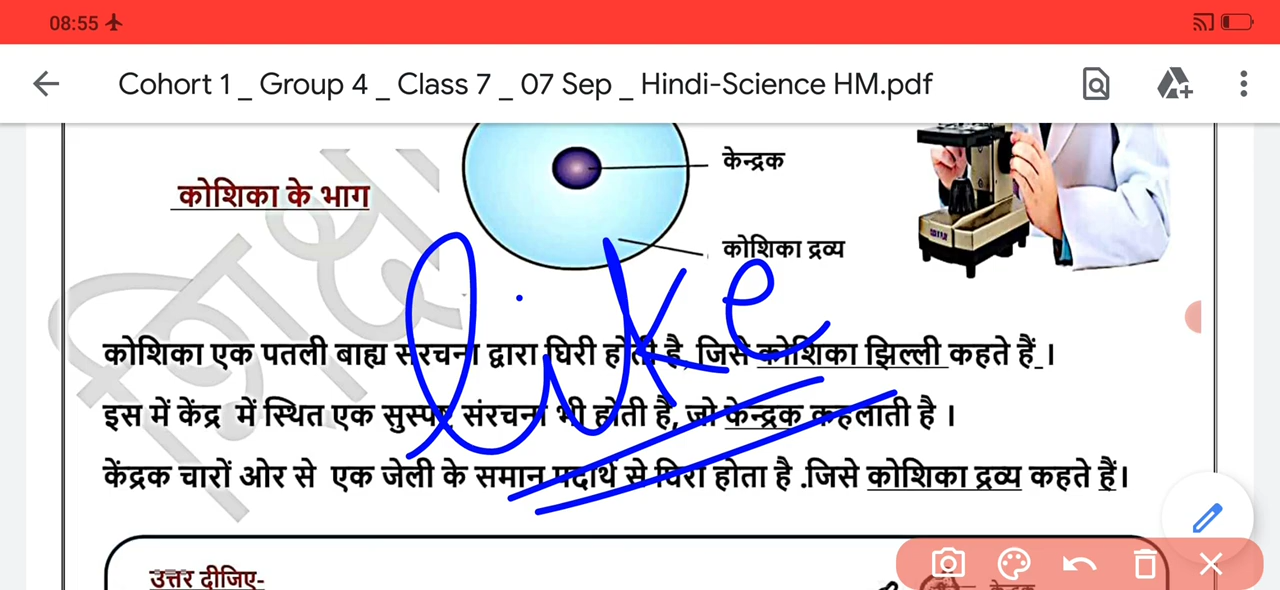 08:55
Cohort 1 _ Group 4 _ Class 7 _ 07 Sep _ Hindi-Science HM.pdf
केन्द्रक
कोशिका के भाग
कोशिका द्रव्य
like
कोशिका एक पतली बाह्य संरचना द्वारा घिरी होती है, जिसे कोशिका झिल्ली कहते हैं ।
इस में केंद्र में स्थित एक सुस्पष्ट संरचना भी होती है, जो केन्द्रक कहलाती है ।
केंद्रक चारों ओर से एक जेली के समान पदार्थ से घिरा होता है .जिसे कोशिका द्रव्य कहते हैं।
उत्तर दीजिए-